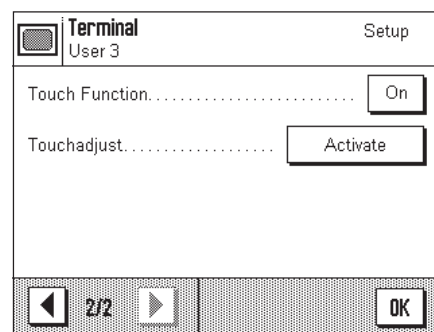 Terminal Setup
User 3
Touch Function.......................... On
Touchadjust................... Activate
2/2 OK